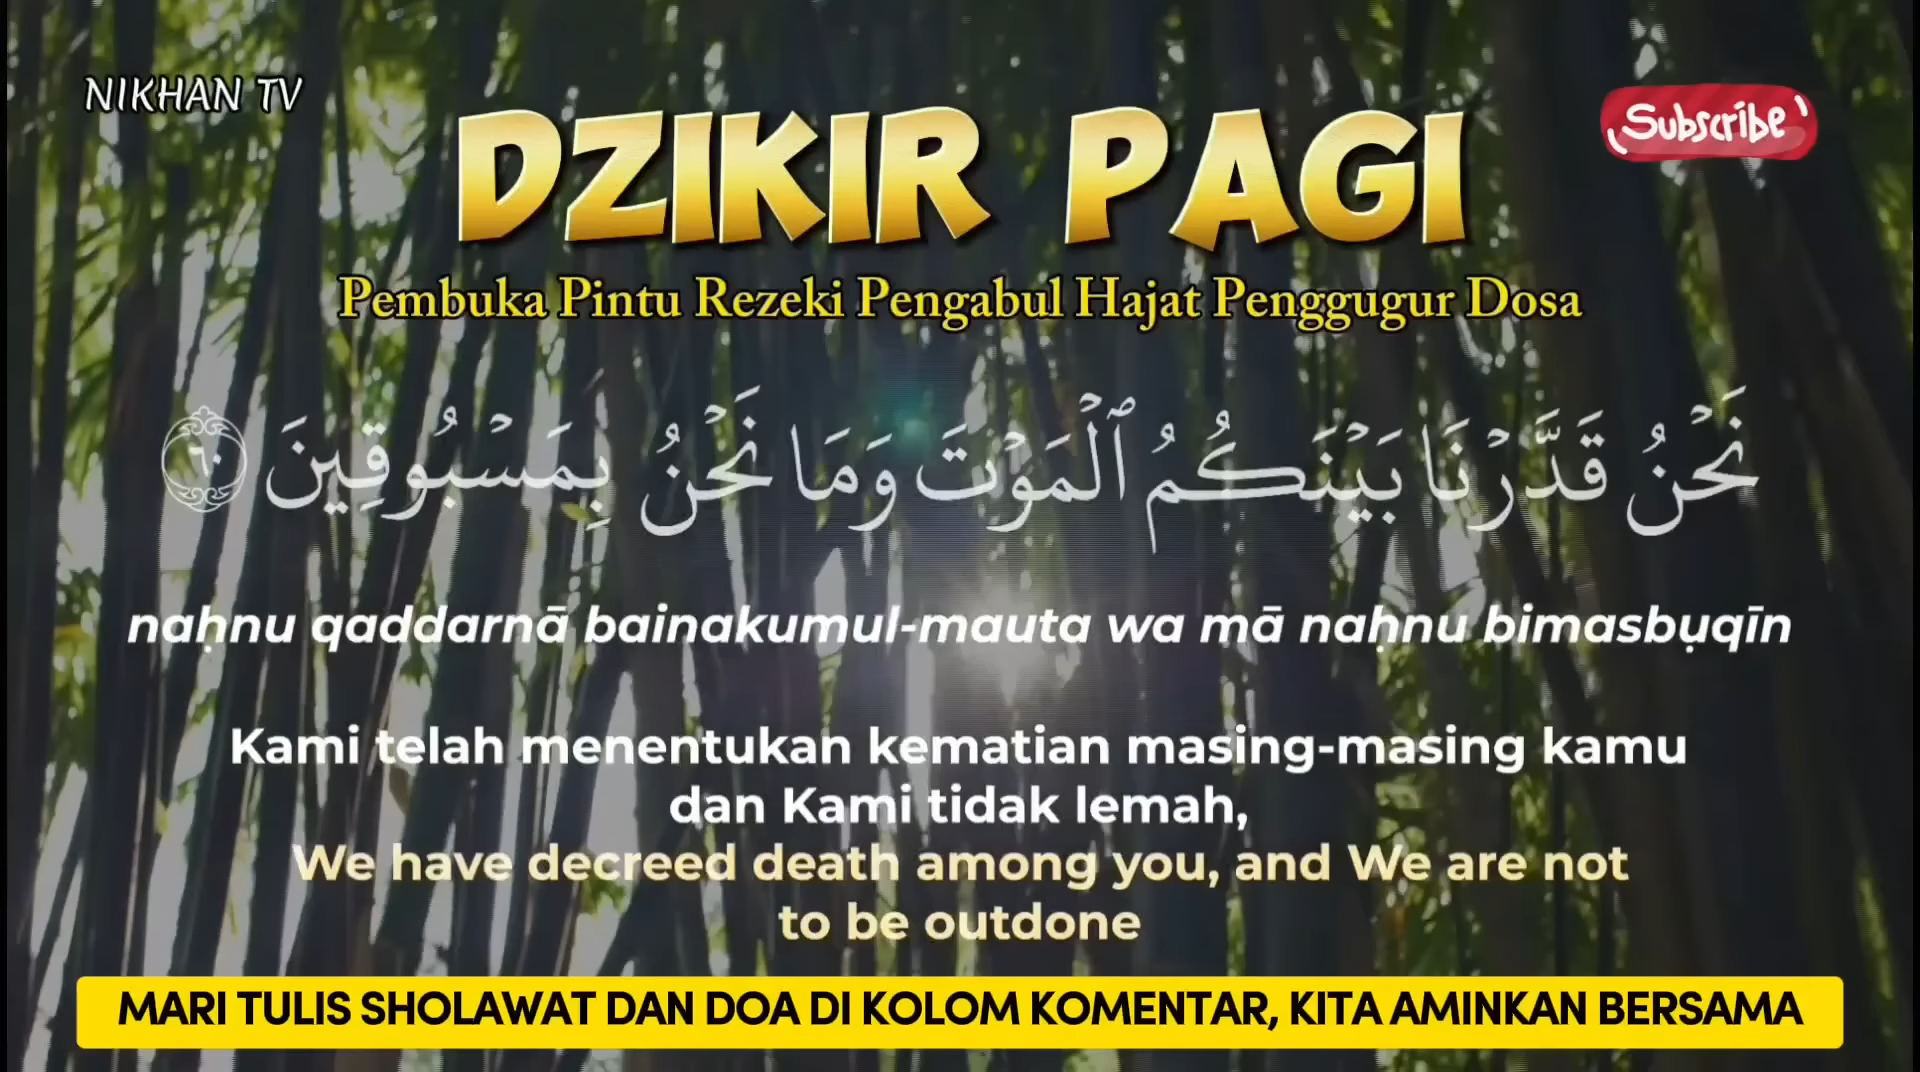 NIKHAN TV
Subscribe
DZIKIR PAGI
Pembuka Pintu Rezeki Pengabul Hajat Penggugur Dosa
نَحْنُ قَدَّرْنَا بَيْنَكُمُ ٱلْمَوْتَ وَمَا نَحْنُ بِمَسْبُوقِينَ ٦٠
naḥnu qaddarnā bainakumul-mauta wa mā naḥnu bimasbụqīn
Kami telah menentukan kematian masing-masing kamu
dan Kami tidak lemah,
We have decreed death among you, and We are not
to be outdone
MARI TULIS SHOLAWAT DAN DOA DI KOLOM KOMENTAR, KITA AMINKAN BERSAMA